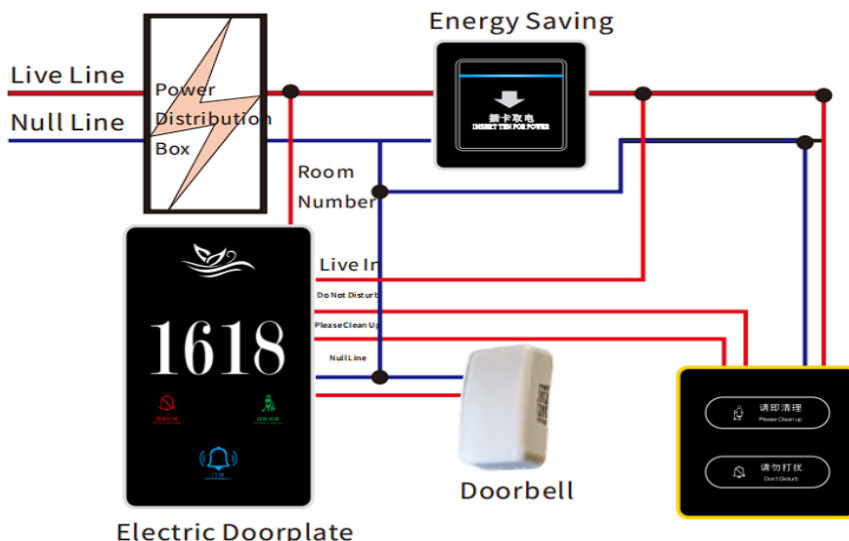 Energy Saving
Live Line
Power
Distribution
Box
Null Line
插卡取电
Room
Number
Live In
Do Not Disturb
Please Clean Up
Null Line
1618
门铃
请即清理
Please Clean up
请勿打扰
Don't Disturb
Doorbell
Electric Doorplate